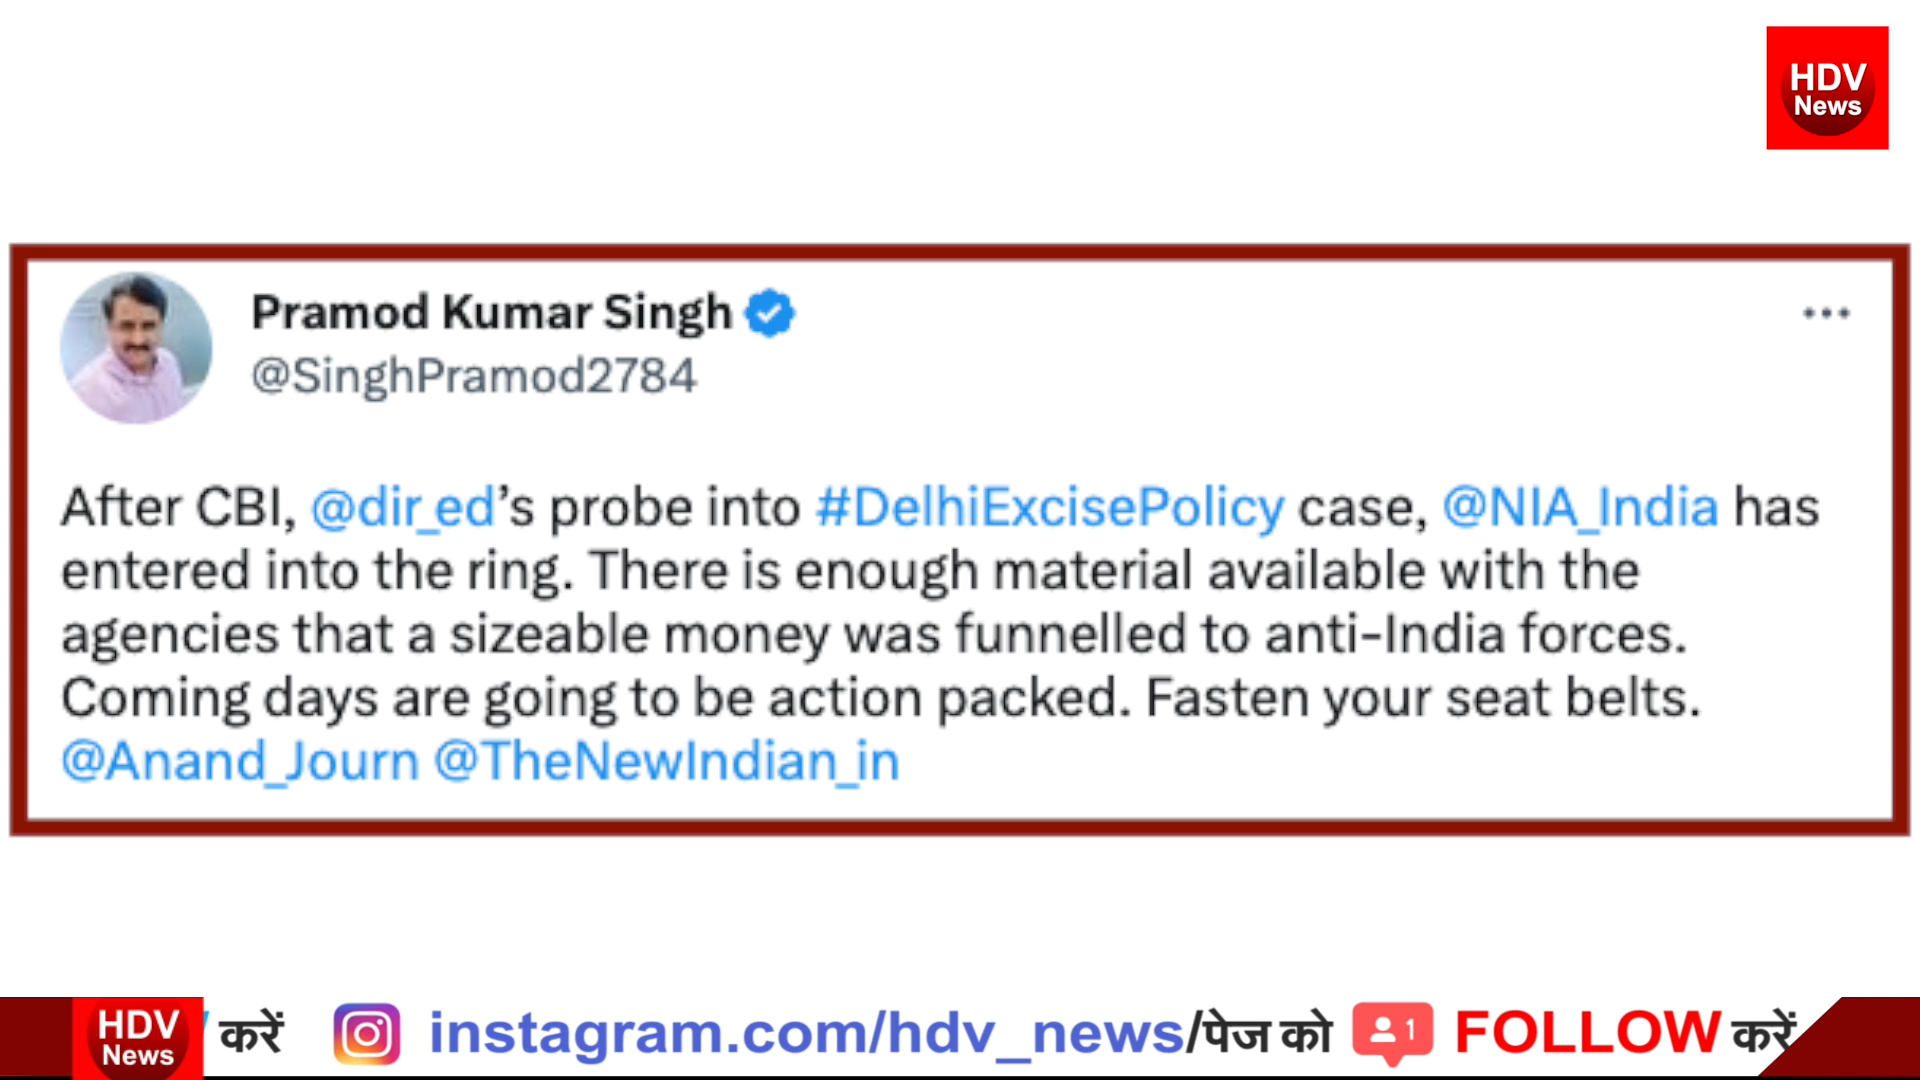 HDV
News
Pramod Kumar Singh
@SinghPramod2784
After CBI, @dir_ed’s probe into #DelhiExcisePolicy case, @NIA_India has
entered into the ring. There is enough material available with the
agencies that a sizeable money was funnelled to anti-India forces.
Coming days are going to be action packed. Fasten your seat belts.
@Anand_Journ @TheNewIndian_in
HDV
News
करें instagram.com/hdv_news/पेज को 1 FOLLOW करें